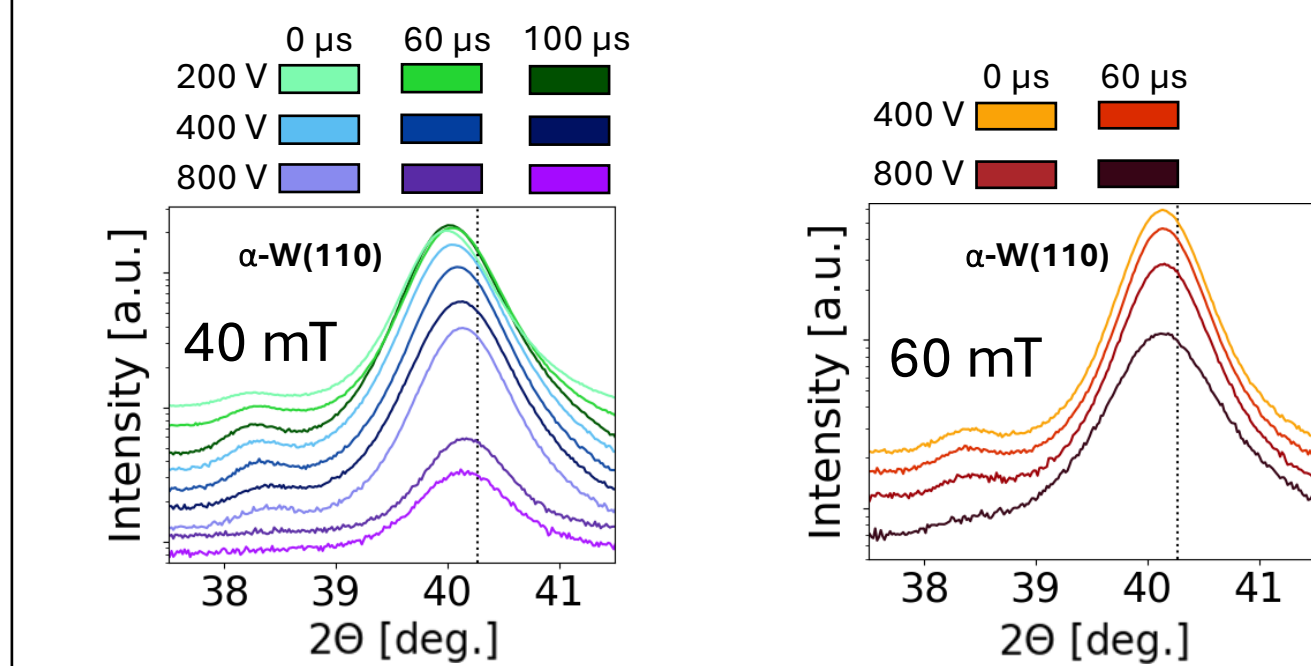 0 μs 60 μs 100 μs
200 V
400 V
800 V
α-W(110)
40 mT
Intensity [a.u.]
38 39 40 41
2Θ [deg.]
0 μs 60 μs
400 V
800 V
α-W(110)
60 mT
Intensity [a.u.]
38 39 40 41
2Θ [deg.]